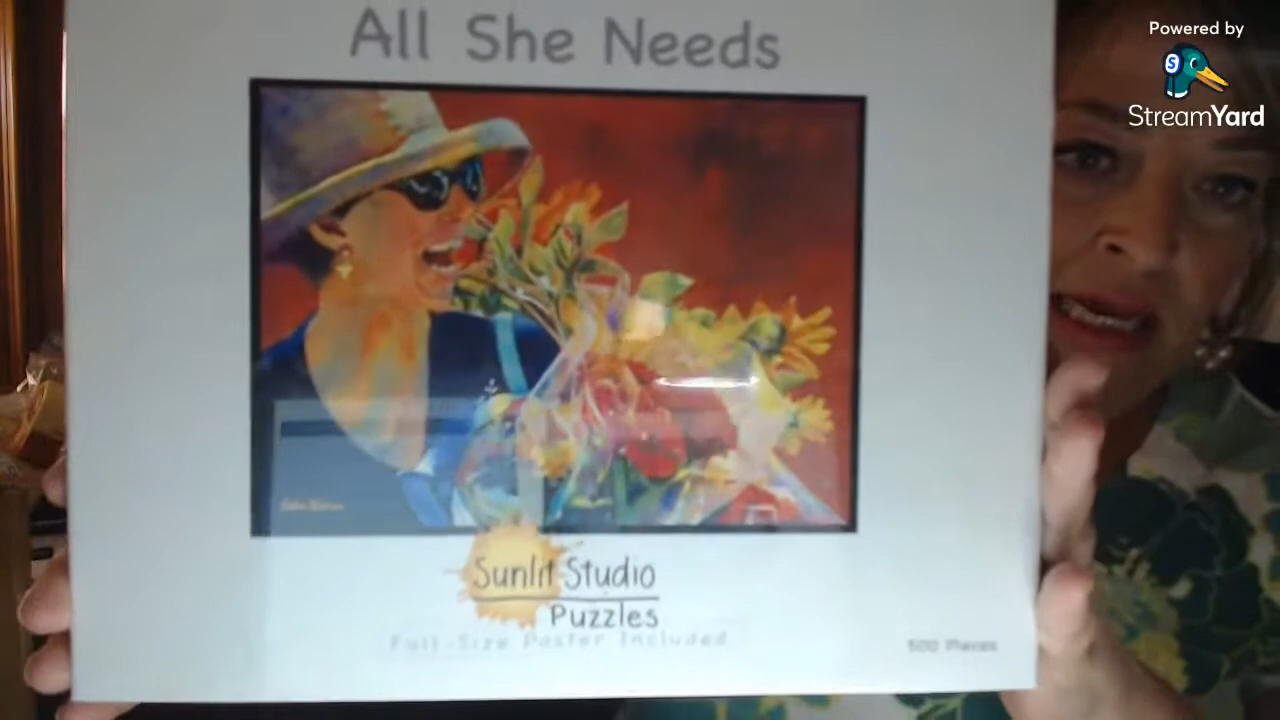 All She Needs
Powered by
S
StreamYard
Sunlit Studio
Puzzles
Full-Size Poster Included
500 Pieces